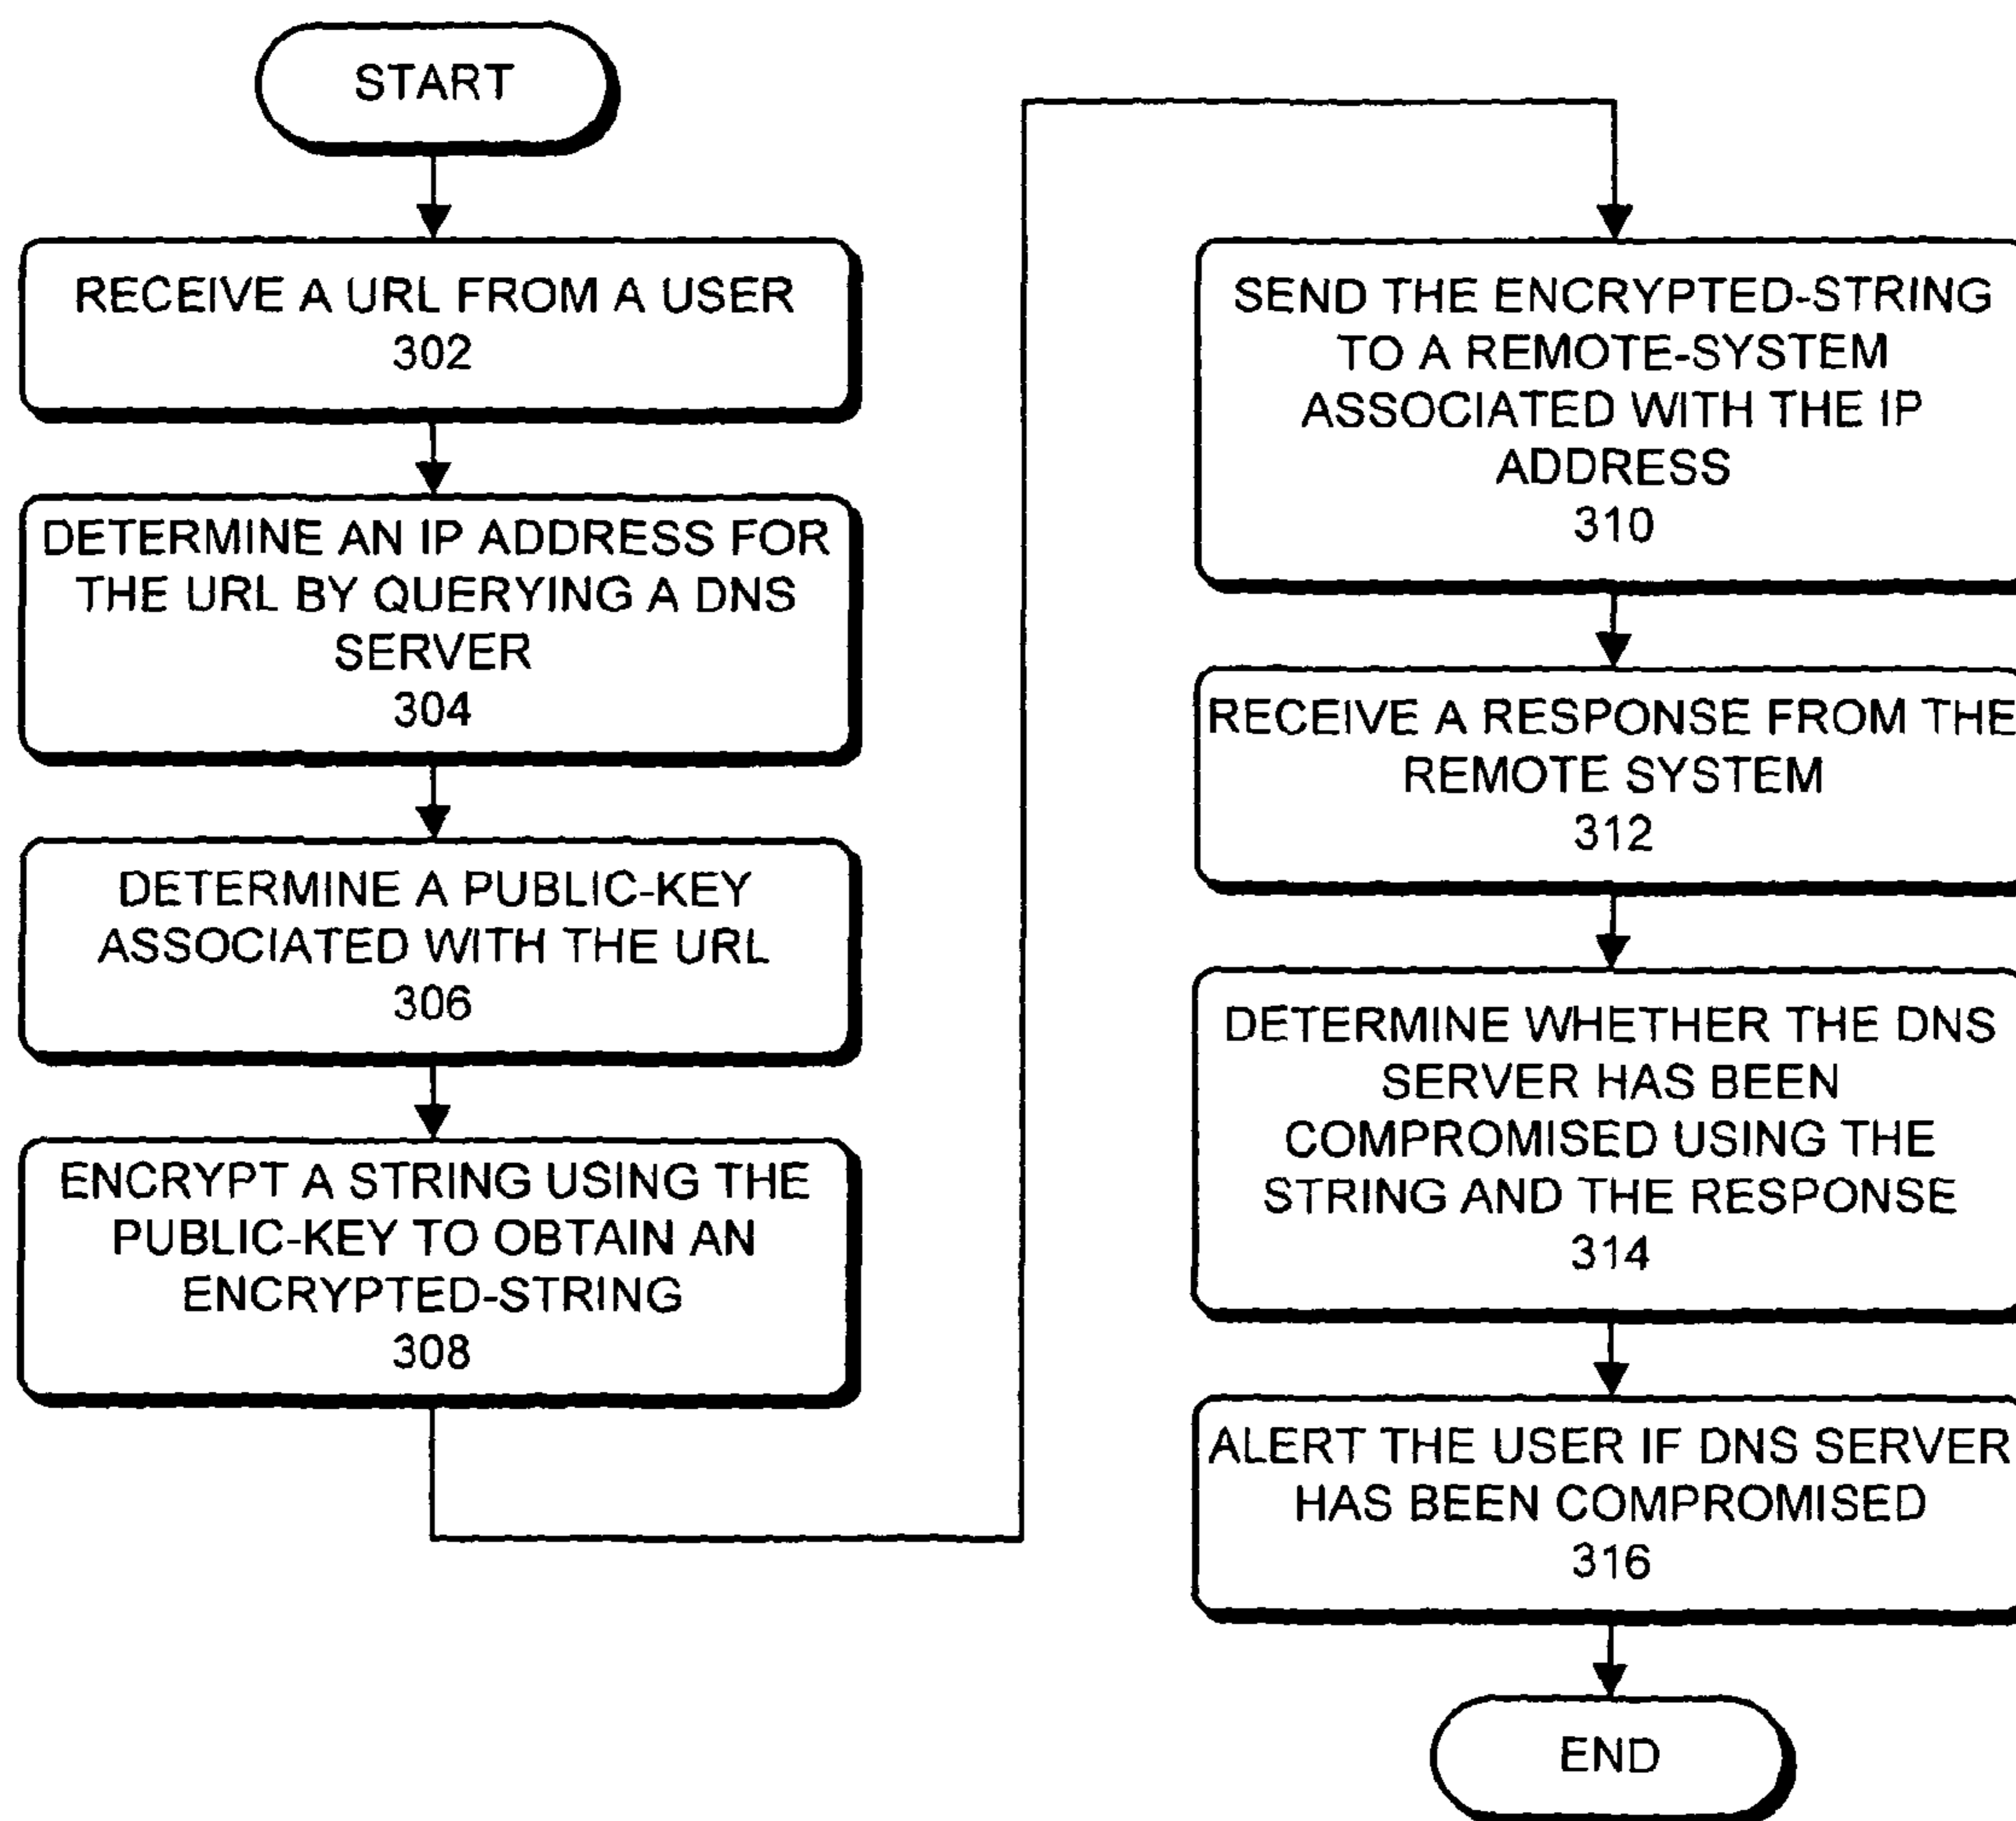 START
RECEIVE A URL FROM A USER
302
DETERMINE AN IP ADDRESS FOR
THE URL BY QUERYING A DNS
SERVER
304
DETERMINE A PUBLIC-KEY
ASSOCIATED WITH THE URL
306
ENCRYPT A STRING USING THE
PUBLIC-KEY TO OBTAIN AN
ENCRYPTED-STRING
308
SEND THE ENCRYPTED-STRING
TO A REMOTE-SYSTEM
ASSOCIATED WITH THE IP
ADDRESS
310
RECEIVE A RESPONSE FROM THE
REMOTE SYSTEM
312
DETERMINE WHETHER THE DNS
SERVER HAS BEEN
COMPROMISED USING THE
STRING AND THE RESPONSE
314
ALERT THE USER IF DNS SERVER
HAS BEEN COMPROMISED
316
END